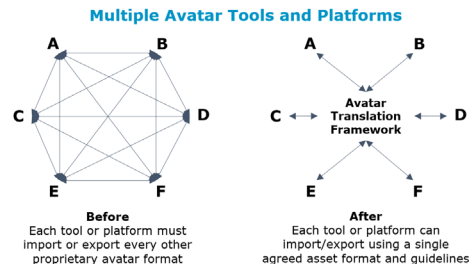 Multiple Avatar Tools and Platforms
A
B
C
D
E
F
Before
Each tool or platform must
import or export every other
proprietary avatar format
A
B
C
Avatar
Translation
Framework
D
E
F
After
Each tool or platform can
import/export using a single
agreed asset format and guidelines